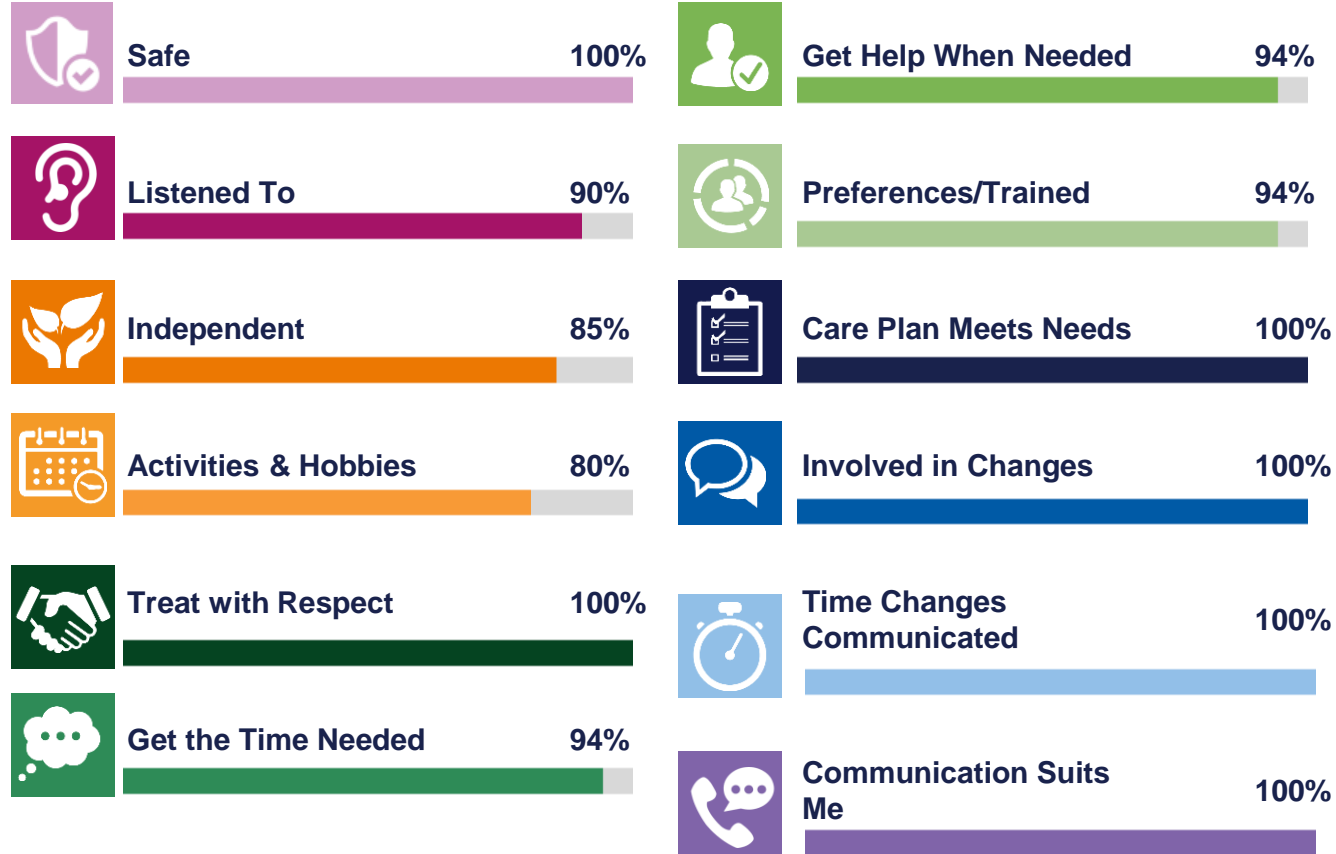 Safe 100%
Listened To 90%
Independent 85%
Activities & Hobbies 80%
Treat with Respect 100%
Get the Time Needed 94%
Get Help When Needed 94%
Preferences/Trained 94%
Care Plan Meets Needs 100%
Involved in Changes 100%
Time Changes
Communicated 100%
Communication Suits
Me 100%